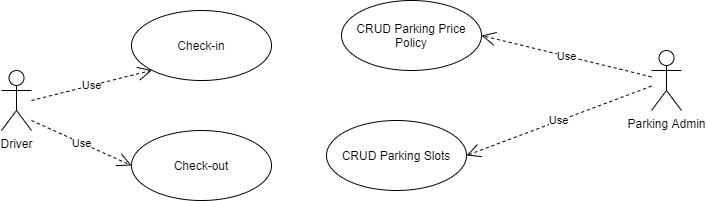 Check-in
CRUD Parking Price
Policy
Use
Use
Driver
Use
Check-out
Use
Parking Admin
CRUD Parking Slots